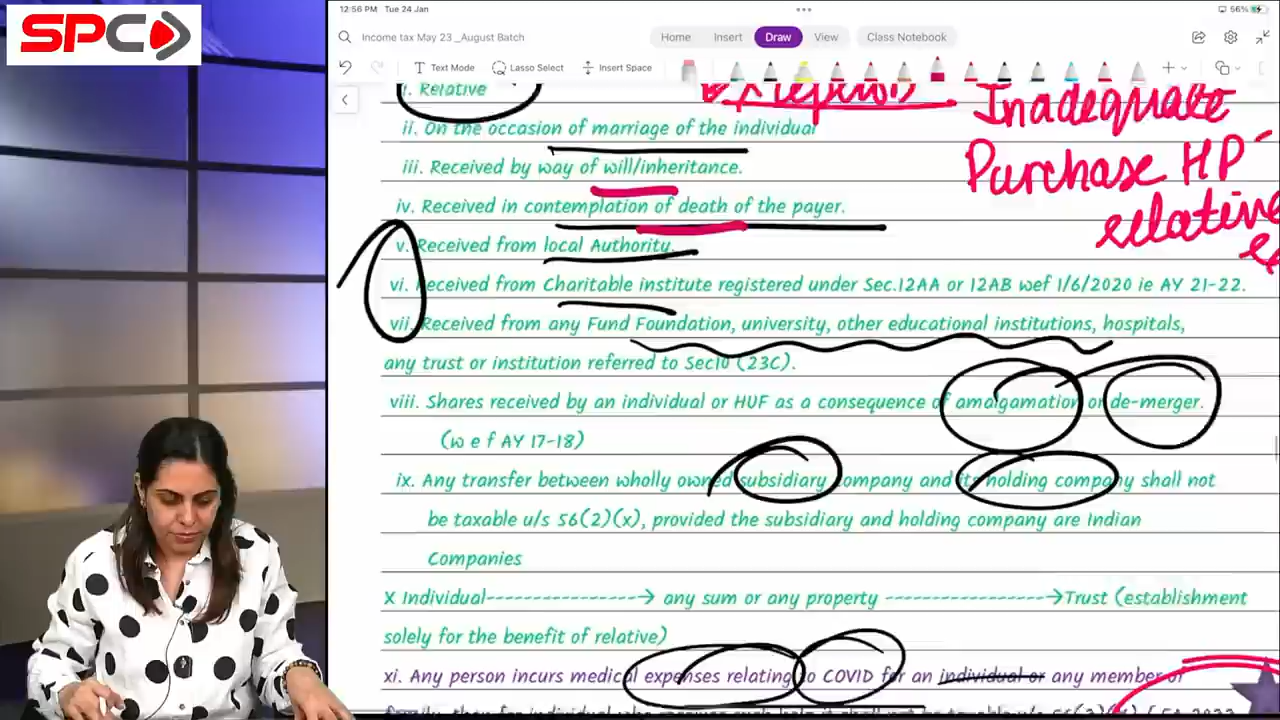 SPC
12:56 PM Tue 24 Jan
56%
Income tax May 23 _August Batch
Home Insert Draw View Class Notebook
Text Mode Lasso Select Insert Space
i. Relative
ii. On the occasion of marriage of the individual
iii. Received by way of will/inheritance.
iv. Received in contemplation of death of the payer.
v. Received from local Authority.
vi. Received from Charitable institute registered under Sec.12AA or 12AB wef 1/6/2020 ie AY 21-22.
vii. Received from any Fund Foundation, university, other educational institutions, hospitals,
any trust or institution referred to Sec10 (23C).
viii. Shares received by an individual or HUF as a consequence of amalgamation or de-merger.
(w e f AY 17-18)
ix. Any transfer between wholly owned subsidiary company and its holding company shall not
be taxable u/s 56(2)(x), provided the subsidiary and holding company are Indian
Companies
X Individual----------------> any sum or any property ----------------->Trust (establishment
solely for the benefit of relative)
xi. Any person incurs medical expenses relating to COVID for an individual or any member of
Inadequate
Purchase HP
relative